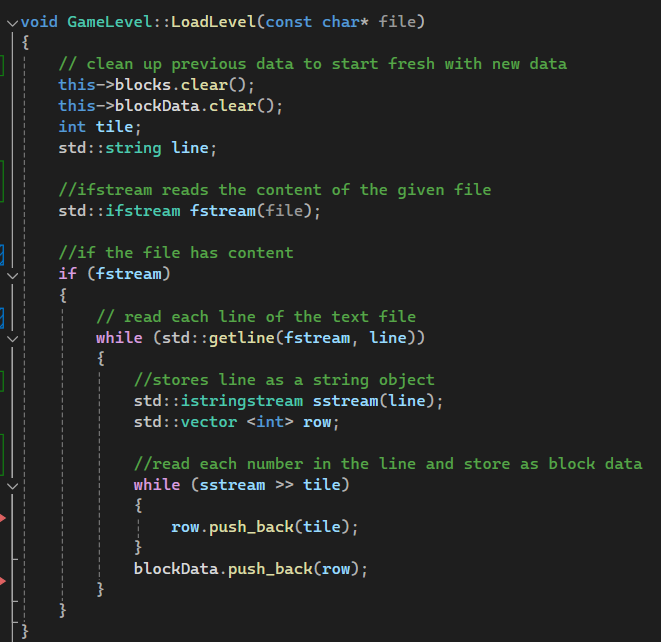 void GameLevel::LoadLevel(const char* file)
{
// clean up previous data to start fresh with new data
this->blocks.clear();
this->blockData.clear();
int tile;
std::string line;
//ifstream reads the content of the given file
std::ifstream fstream(file);
//if the file has content
if (fstream)
{
// read each line of the text file
while (std::getline(fstream, line))
{
//stores line as a string object
std::istringstream sstream(line);
std::vector <int> row;
//read each number in the line and store as block data
while (sstream >> tile)
{
row.push_back(tile);
}
blockData.push_back(row);
}
}
}